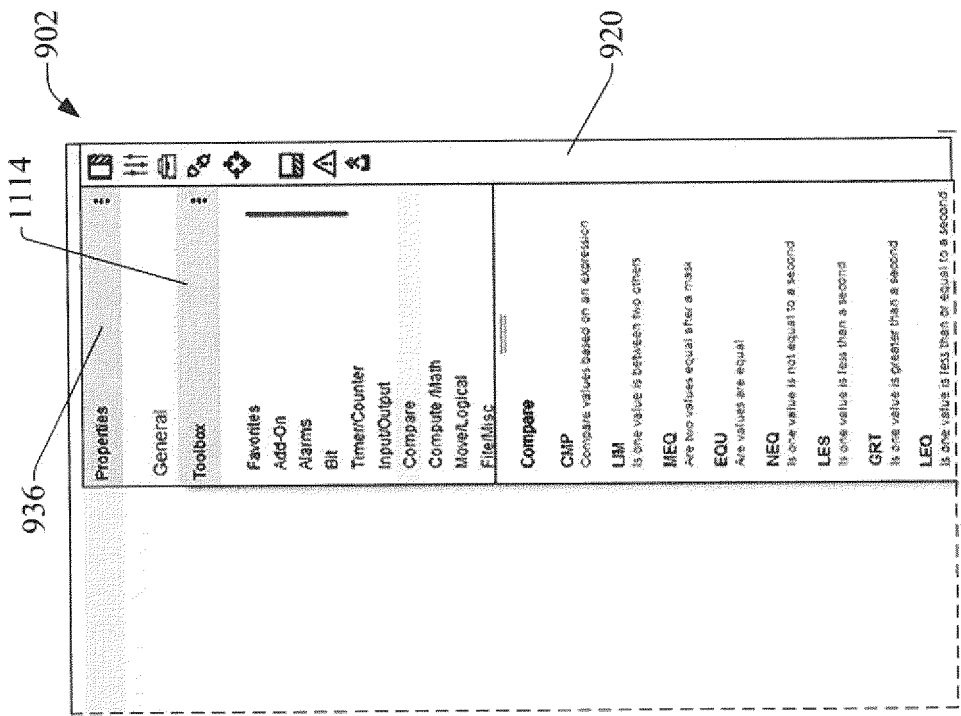 902
1114
920
936
Properties
General
Toolbox
Favorites
Add-On
Alarms
Bit
Timer/Counter
Input/Output
Compare
Compute /Math
Move/Logical
File/Misc
Compare
CMP
Compare values based on an expression
LIM
Is one value is between two others
MEQ
Are two values equal after a mask
EQU
Are values are equal
NEQ
Is one value is not equal to a second
LES
Is one value is less than a second
GRT
Is one value is greater than a second
LEQ
Is one value is less than or equal to a second